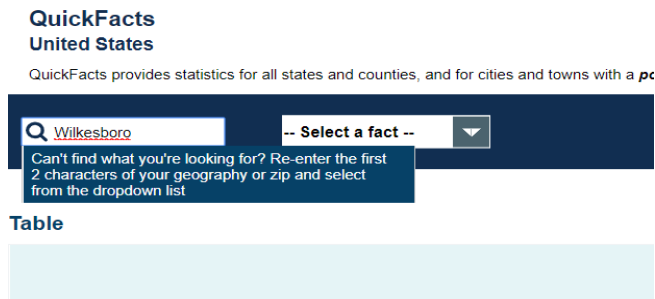 QuickFacts
United States
QuickFacts provides statistics for all states and counties, and for cities and towns with a
Wilkesboro
-- Select a fact --
Can't find what you're looking for? Re-enter the first
2 characters of your geography or zip and select
from the dropdown list
Table